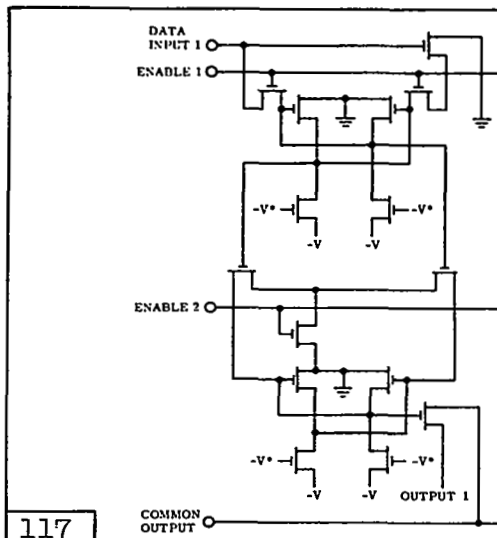 DATA
INPUT 1
ENABLE 1
-V* -V*
-V -V
ENABLE 2
-V* -V*
-V -V OUTPUT 1
COMMON
OUTPUT
117